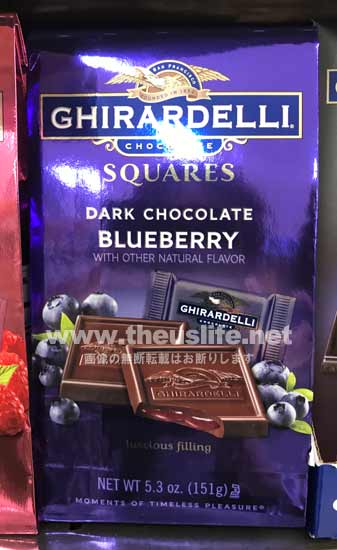 SAN FRANCISCO
FOUNDED IN 1852
GHIRARDELLI
CHOCOLATE
SQUARES
DARK CHOCOLATE
BLUEBERRY
WITH OTHER NATURAL FLAVOR
GHIRARDELLI
CHOCOLATE
www.theuslife.net
画像の無断転載はお断りします
GHIRARDELLI
luscious filling
NET WT 5.3 oz. (151g)
MOMENTS OF TIMELESS PLEASURE®